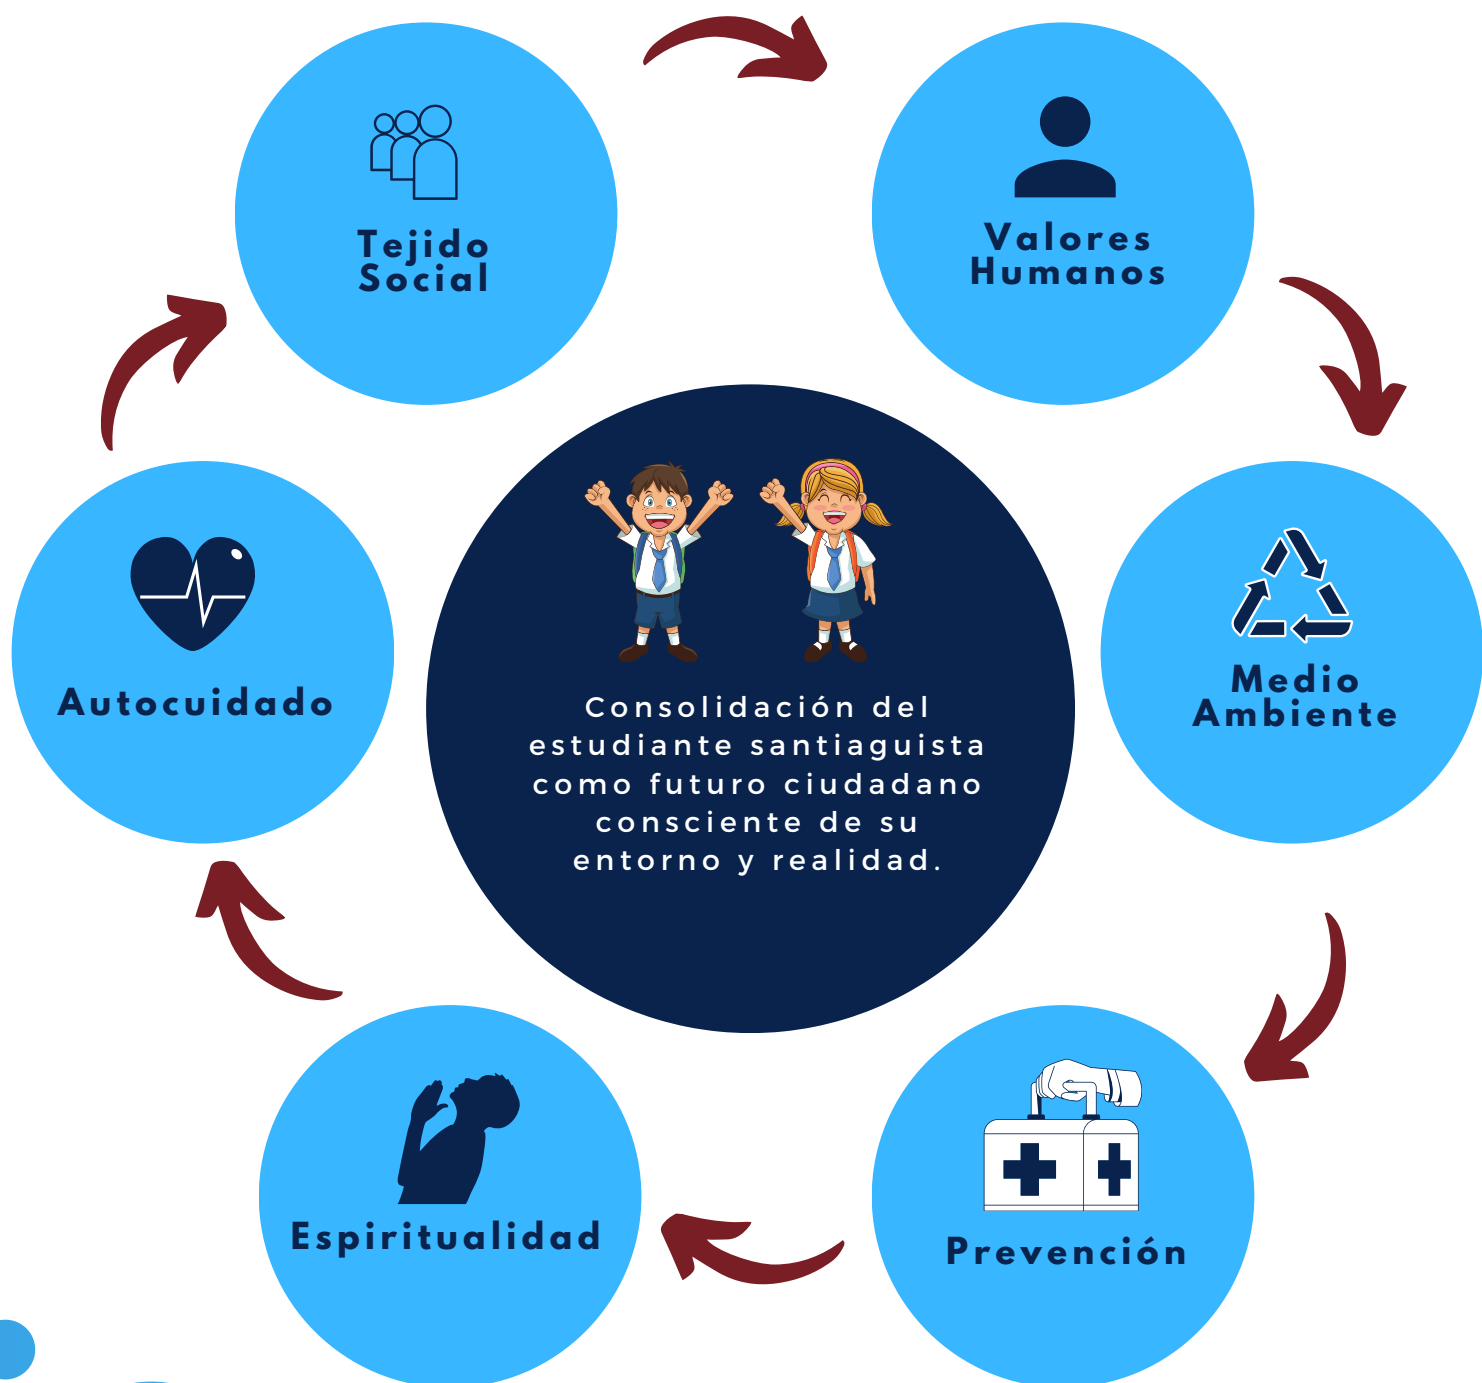 Tejido
Social
Valores
Humanos
Autocuidado
Consolidación del
estudiante santiaguista
como futuro ciudadano
consciente de su
entorno y realidad.
Medio
Ambiente
Espiritualidad
Prevención